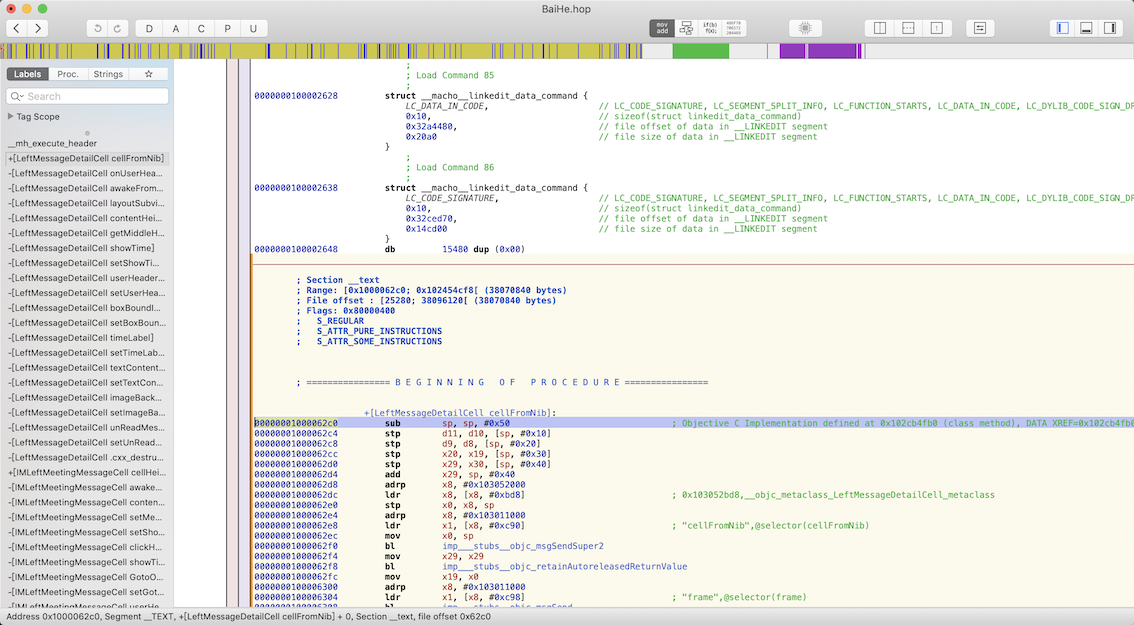 BaiHe.hop
D A C P U
mov add
if(b) f(x);
Labels Proc. Strings
Search
Tag Scope
__mh_execute_header
+[LeftMessageDetailCell cellFromNib]
-[LeftMessageDetailCell onUserHea...
-[LeftMessageDetailCell awakeFrom...
-[LeftMessageDetailCell layoutSubvi...
-[LeftMessageDetailCell contentHei...
-[LeftMessageDetailCell getMiddleH...
-[LeftMessageDetailCell showTime]
-[LeftMessageDetailCell setShowTi...
-[LeftMessageDetailCell userHeader...
-[LeftMessageDetailCell setUserHea...
-[LeftMessageDetailCell boxBoundI...
-[LeftMessageDetailCell setBoxBoun...
-[LeftMessageDetailCell timeLabel]
-[LeftMessageDetailCell setTimeLab...
-[LeftMessageDetailCell textContent...
-[LeftMessageDetailCell setTextCon...
-[LeftMessageDetailCell imageBack...
-[LeftMessageDetailCell setImageBa...
-[LeftMessageDetailCell unReadMes...
-[LeftMessageDetailCell setUnRead...
-[LeftMessageDetailCell .cxx_destru...
+[IMLeftMeetingMessageCell cellHei...
-[IMLeftMeetingMessageCell awake...
-[IMLeftMeetingMessageCell conten...
-[IMLeftMeetingMessageCell setMe...
-[IMLeftMeetingMessageCell setSho...
-[IMLeftMeetingMessageCell clickH...
-[IMLeftMeetingMessageCell showTi...
-[IMLeftMeetingMessageCell GotoO...
-[IMLeftMeetingMessageCell setGot...
-[IMLeftMeetingMessageCell userHe...
;
; Load Command 85
;
0000000100002628 struct __macho__linkedit_data_command {
LC_DATA_IN_CODE, // LC_CODE_SIGNATURE, LC_SEGMENT_SPLIT_INFO, LC_FUNCTION_STARTS, LC_DATA_IN_CODE, LC_DYLIB_CODE_SIGN_DR
0x10, // sizeof(struct linkedit_data_command)
0x32a4480, // file offset of data in __LINKEDIT segment
0x20a0 // file size of data in __LINKEDIT segment
}
;
; Load Command 86
;
0000000100002638 struct __macho__linkedit_data_command {
LC_CODE_SIGNATURE, // LC_CODE_SIGNATURE, LC_SEGMENT_SPLIT_INFO, LC_FUNCTION_STARTS, LC_DATA_IN_CODE, LC_DYLIB_CODE_SIGN_DR
0x10, // sizeof(struct linkedit_data_command)
0x32ced70, // file offset of data in __LINKEDIT segment
0x14cd00 // file size of data in __LINKEDIT segment
}
0000000100002648 db 15480 dup (0x00)
; Section __text
; Range: [0x1000062c0; 0x102454cf8[ (38070840 bytes)
; File offset : [25280; 38096120[ (38070840 bytes)
; Flags: 0x80000400
; S_REGULAR
; S_ATTR_PURE_INSTRUCTIONS
; S_ATTR_SOME_INSTRUCTIONS
; ================ B E G I N N I N G O F P R O C E D U R E ================
+[LeftMessageDetailCell cellFromNib]:
00000001000062c0 sub sp, sp, #0x50 ; Objective C Implementation defined at 0x102cb4fb0 (class method), DATA XREF=0x102cb4fb
00000001000062c4 stp d11, d10, [sp, #0x10]
00000001000062c8 stp d9, d8, [sp, #0x20]
00000001000062cc stp x20, x19, [sp, #0x30]
00000001000062d0 stp x29, x30, [sp, #0x40]
00000001000062d4 add x29, sp, #0x40
00000001000062d8 adrp x8, #0x103052000
00000001000062dc ldr x8, [x8, #0xbd8] ; 0x103052bd8,__objc_metaclass_LeftMessageDetailCell_metaclass
00000001000062e0 stp x0, x8, sp
00000001000062e4 adrp x8, #0x103011000
00000001000062e8 ldr x1, [x8, #0xc90] ; "cellFromNib",@selector(cellFromNib)
00000001000062ec mov x0, sp
00000001000062f0 bl imp___stubs__objc_msgSendSuper2
00000001000062f4 mov x29, x29
00000001000062f8 bl imp___stubs__objc_retainAutoreleasedReturnValue
00000001000062fc mov x19, x0
0000000100006300 adrp x8, #0x103011000
0000000100006304 ldr x1, [x8, #0xc98] ; "frame",@selector(frame)
0000000100006308 bl imp___stubs__objc_msgSend
Address 0x1000062c0, Segment __TEXT, +[LeftMessageDetailCell cellFromNib] + 0, Section __text, file offset 0x62c0